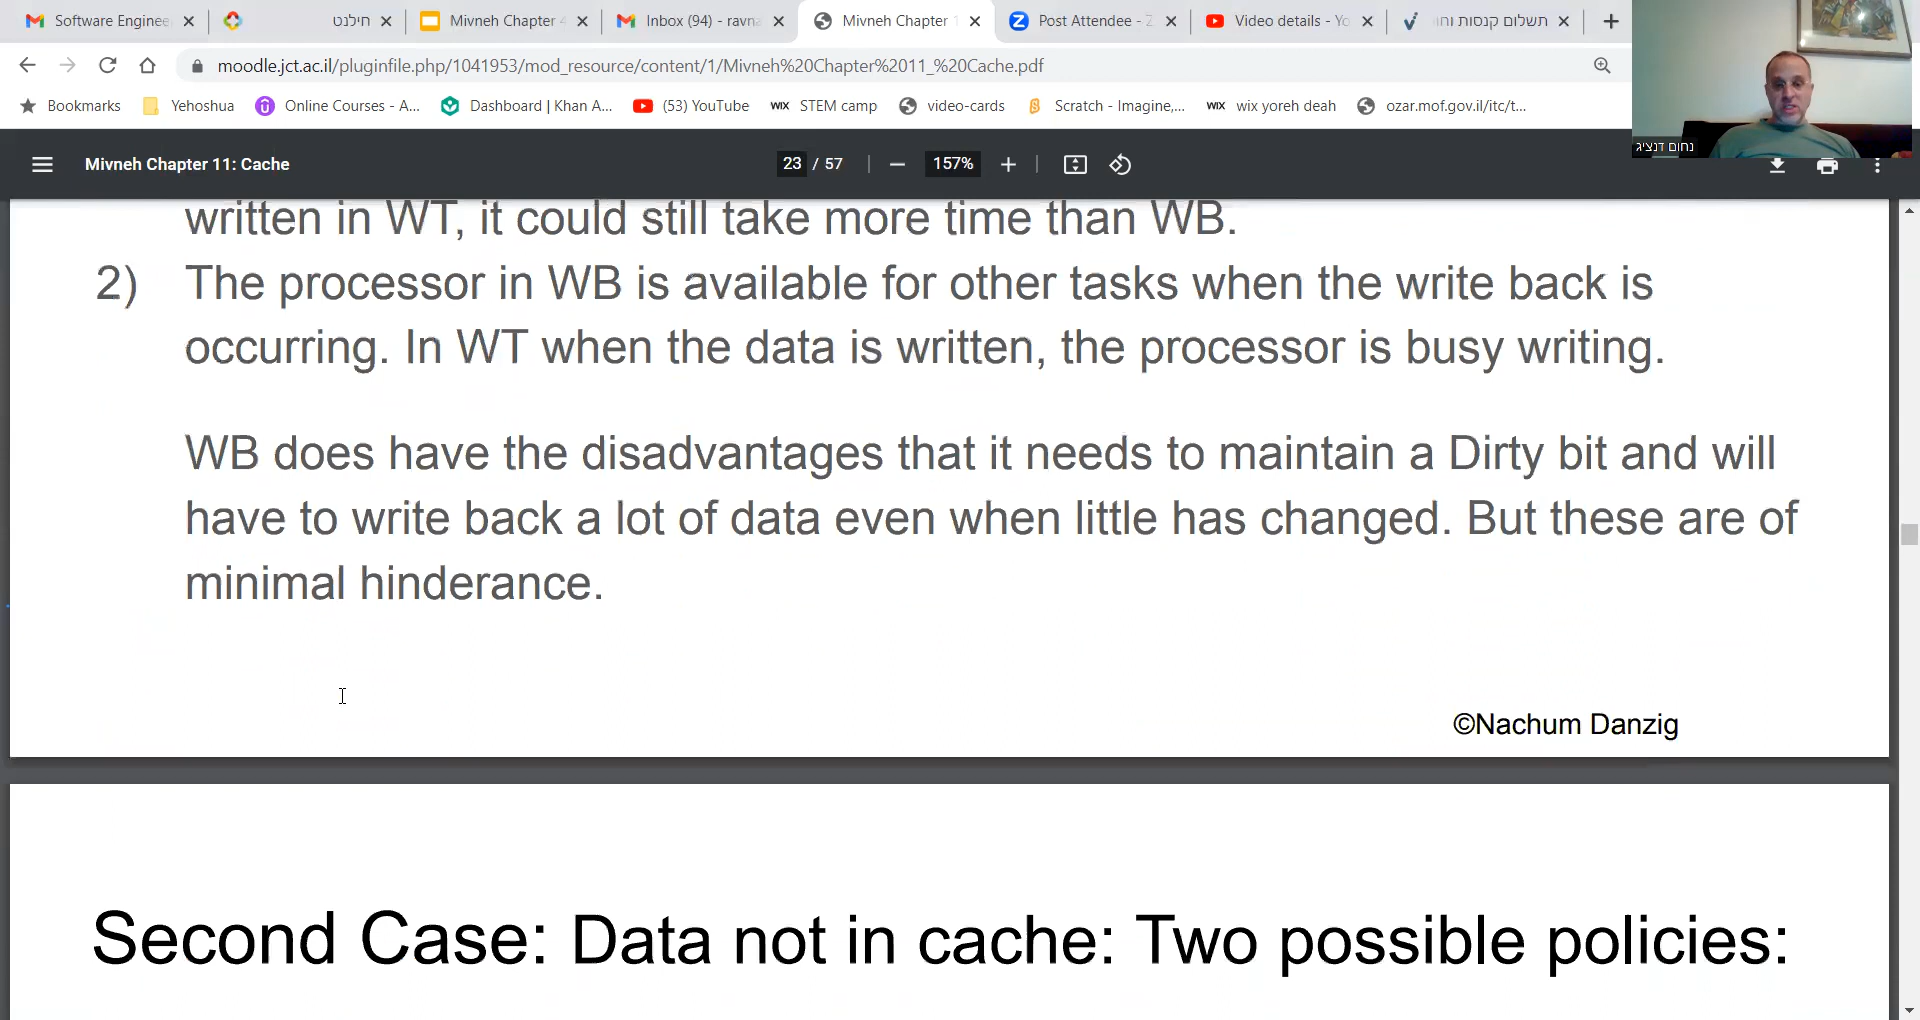 Software Enginee
חילנט
Mivneh Chapter 4
Inbox (94) - ravna
Mivneh Chapter 1
Post Attendee - Z
Video details - Yo
תשלום קנסות וחו
moodle.jct.ac.il/pluginfile.php/1041953/mod_resource/content/1/Mivneh%20Chapter%2011_%20Cache.pdf
Bookmarks
Yehoshua
Online Courses - A...
Dashboard | Khan A...
(53) YouTube
WIX STEM camp
video-cards
Scratch - Imagine,...
WIX wix yoreh deah
ozar.mof.gov.il/itc/t...
נחום דנציג
Mivneh Chapter 11: Cache
23 / 57
157%
written in WT, it could still take more time than WB.
2) The processor in WB is available for other tasks when the write back is
occurring. In WT when the data is written, the processor is busy writing.
WB does have the disadvantages that it needs to maintain a Dirty bit and will
have to write back a lot of data even when little has changed. But these are of
minimal hinderance.
©Nachum Danzig
Second Case: Data not in cache: Two possible policies: